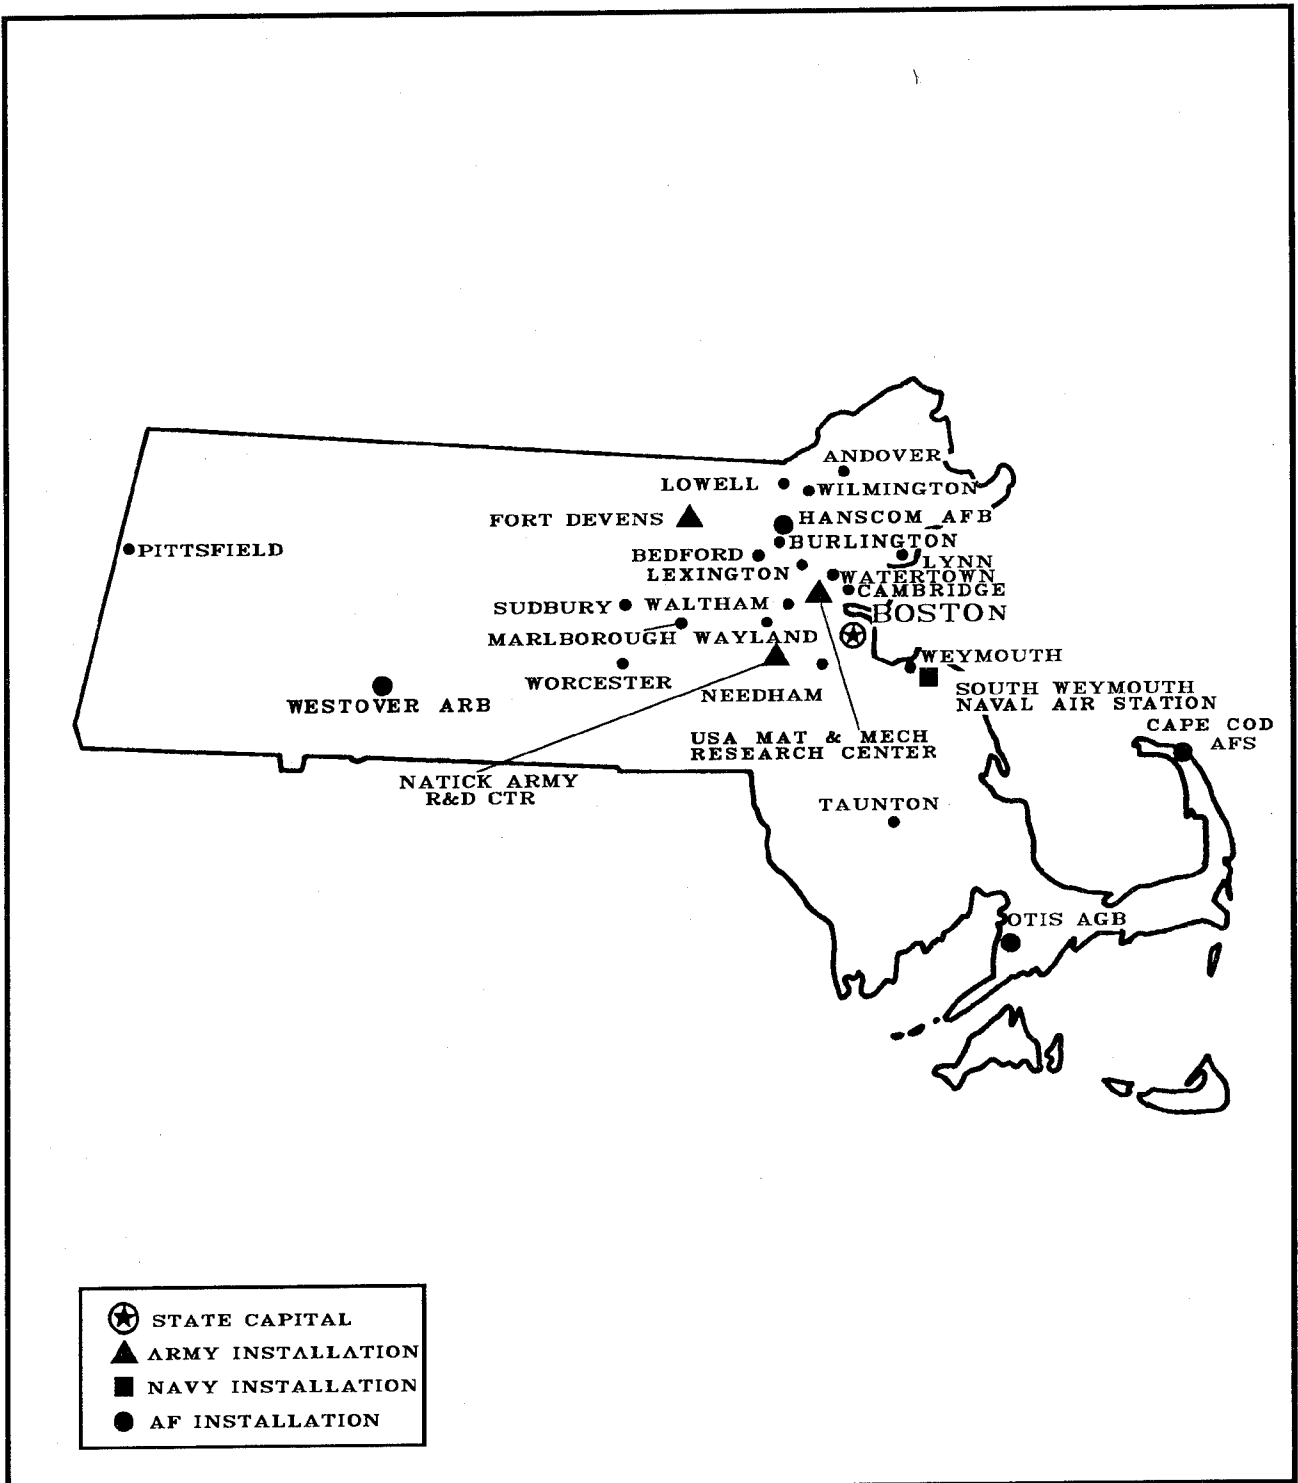 ANDOVER
LOWELL
WILMINGTON
FORT DEVENS
HANSCOM AFB
BURLINGTON
PITTSFIELD
BEDFORD
LYNN
LEXINGTON
WATERTOWN
CAMBRIDGE
SUDBURY
WALTHAM
BOSTON
MARLBOROUGH
WAYLAND
WEYMOUTH
WORCESTER
NEEDHAM
SOUTH WEYMOUTH
NAVAL AIR STATION
WESTOVER ARB
CAPE COD
AFS
USA MAT & MECH
RESEARCH CENTER
NATICK ARMY
R&D CTR
TAUNTON
OTIS AGB
STATE CAPITAL
ARMY INSTALLATION
NAVY INSTALLATION
AF INSTALLATION